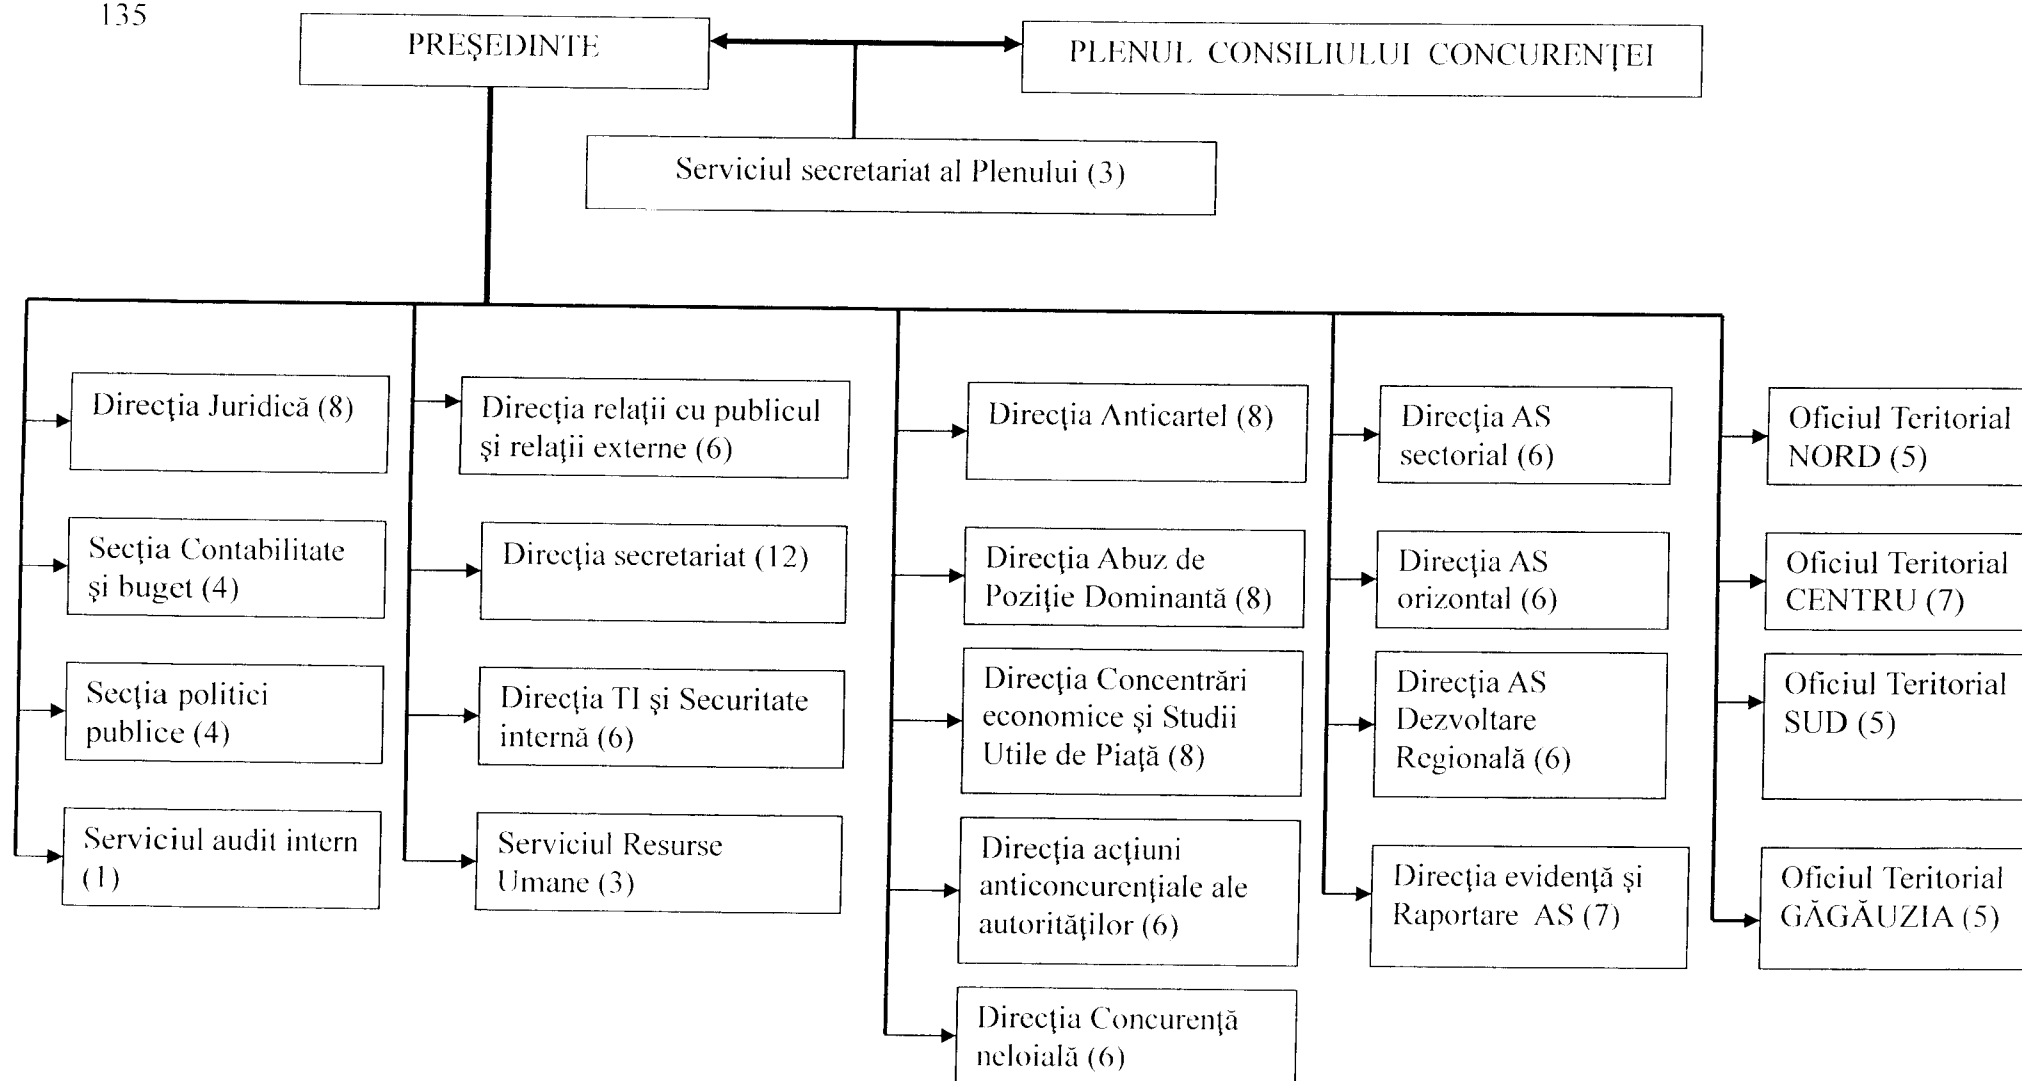 135
PREŞEDINTE
PLENUL CONSILIULUI CONCURENŢEI
Serviciul secretariat al Plenului (3)
Direcţia Juridică (8)
Secţia Contabilitate
şi buget (4)
Secţia politici
publice (4)
Serviciul audit intern
(1)
Direcţia relaţii cu publicul
şi relaţii externe (6)
Direcţia secretariat (12)
Direcţia TI şi Securitate
internă (6)
Serviciul Resurse
Umane (3)
Direcţia Anticartel (8)
Direcţia Abuz de
Poziţie Dominantă (8)
Direcţia Concentrări
economice şi Studii
Utile de Piaţă (8)
Direcţia acţiuni
anticoncurenţiale ale
autorităţilor (6)
Direcţia Concurenţă
neloială (6)
Direcţia AS
sectorial (6)
Direcţia AS
orizontal (6)
Direcţia AS
Dezvoltare
Regională (6)
Direcţia evidenţă şi
Raportare AS (7)
Oficiul Teritorial
NORD (5)
Oficiul Teritorial
CENTRU (7)
Oficiul Teritorial
SUD (5)
Oficiul Teritorial
GĂGĂUZIA (5)